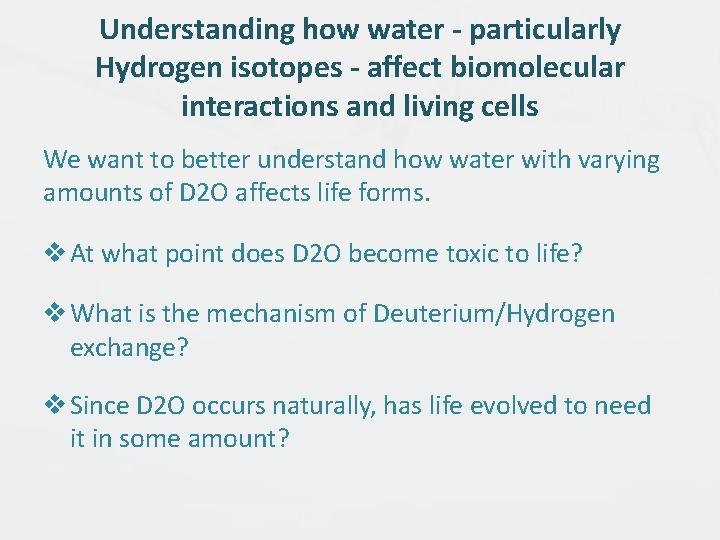 Understanding how water - particularly
Hydrogen isotopes - affect biomolecular
interactions and living cells
We want to better understand how water with varying
amounts of D2O affects life forms.
❖ At what point does D2O become toxic to life?
❖ What is the mechanism of Deuterium/Hydrogen
exchange?
❖ Since D2O occurs naturally, has life evolved to need
it in some amount?